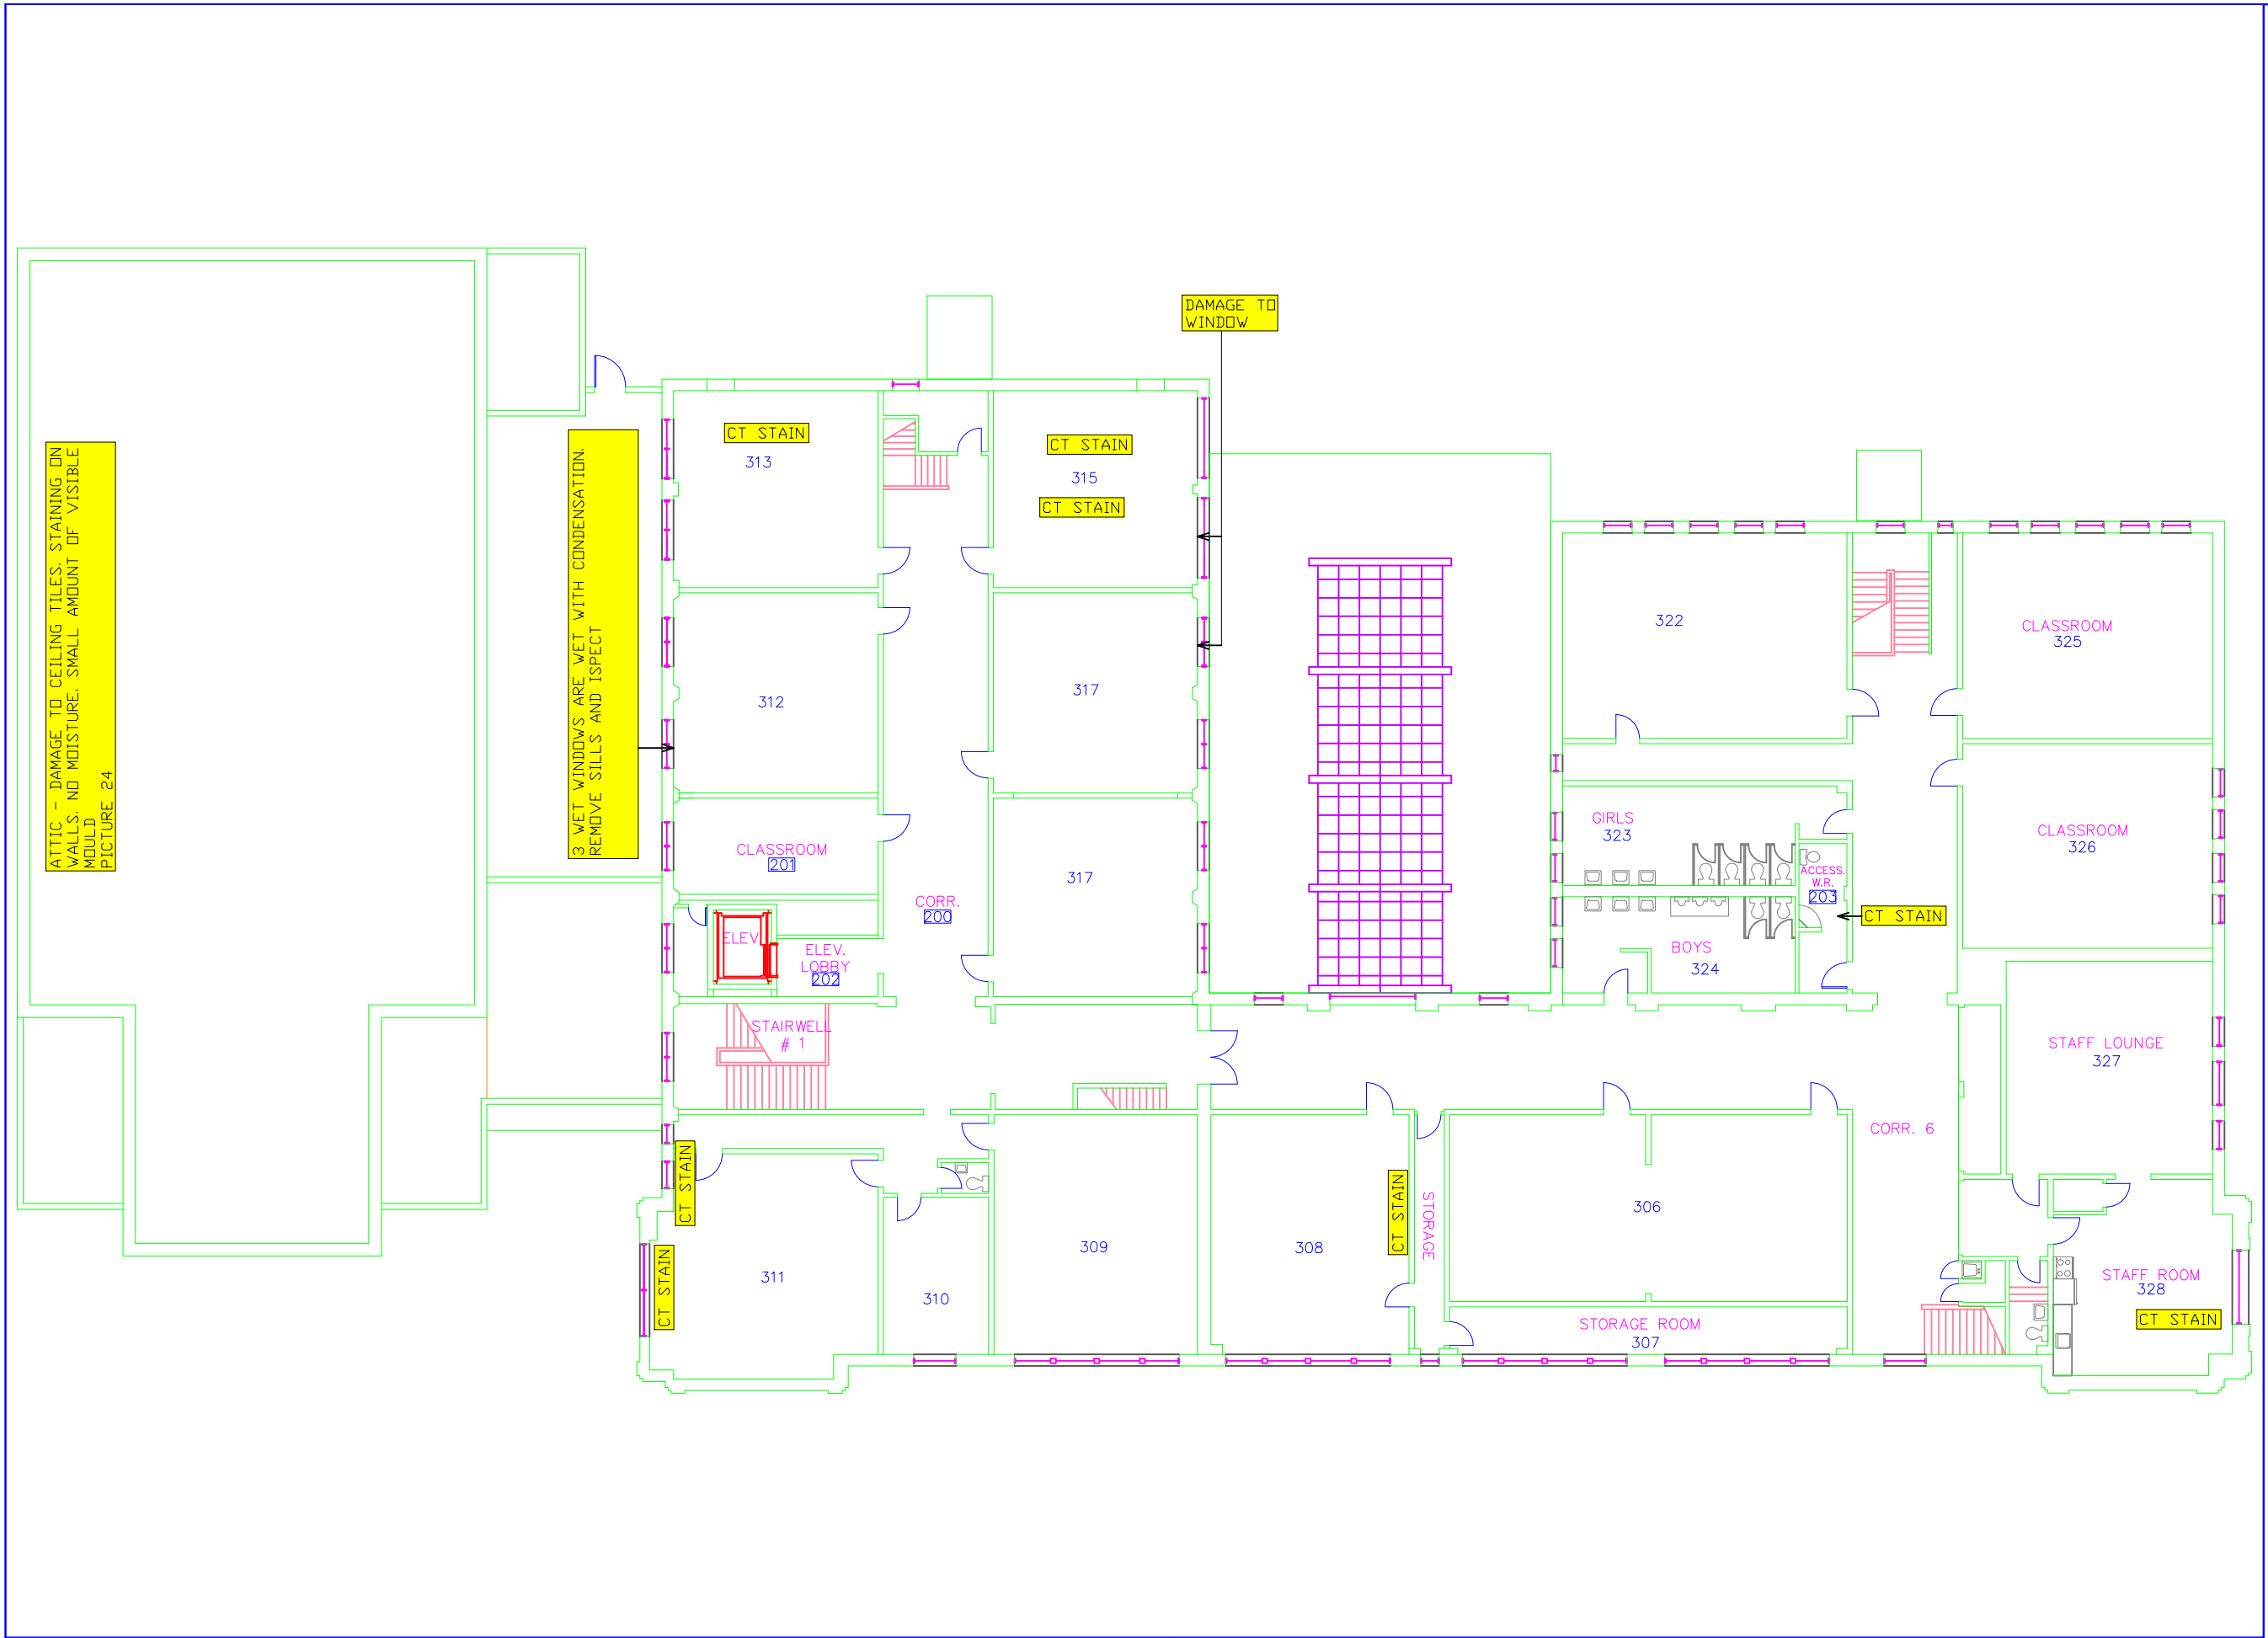 DAMAGE TO
WINDOW
ATTIC - DAMAGE TO CEILING TILES. STAINING ON
WALLS. NO MOISTURE. SMALL AMOUNT OF VISIBLE
MOULD
PICTURE 24
3 WET WINDOWS ARE WET WITH CONDENSATION.
REMOVE SILLS AND ISPECT
CT STAIN
313
CT STAIN
315
CT STAIN
312
317
CLASSROOM
201
317
CORR.
200
ELEV.
ELEV.
LOBBY
202
STAIRWELL
# 1
322
CLASSROOM
325
CLASSROOM
326
GIRLS
323
ACCESS.
W.R.
203
CT STAIN
BOYS
324
STAFF LOUNGE
327
CORR. 6
CT STAIN
CT STAIN
311
310
309
308
CT STAIN
STORAGE
306
STORAGE ROOM
307
STAFF ROOM
328
CT STAIN